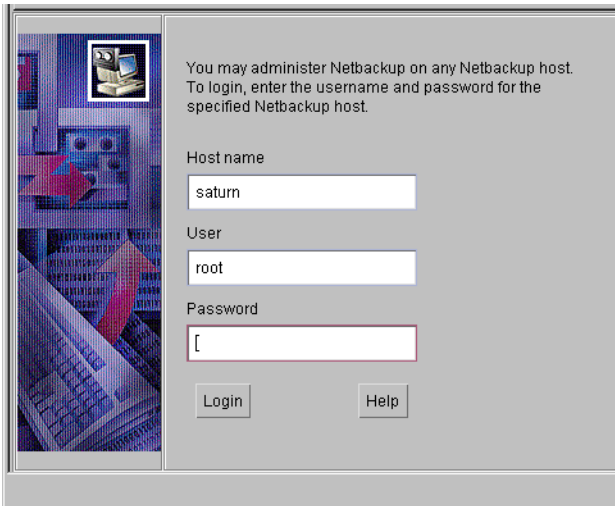 You may administer Netbackup on any Netbackup host.
To login, enter the username and password for the
specified Netbackup host.
Host name
saturn
User
root
Password
[
Login
Help